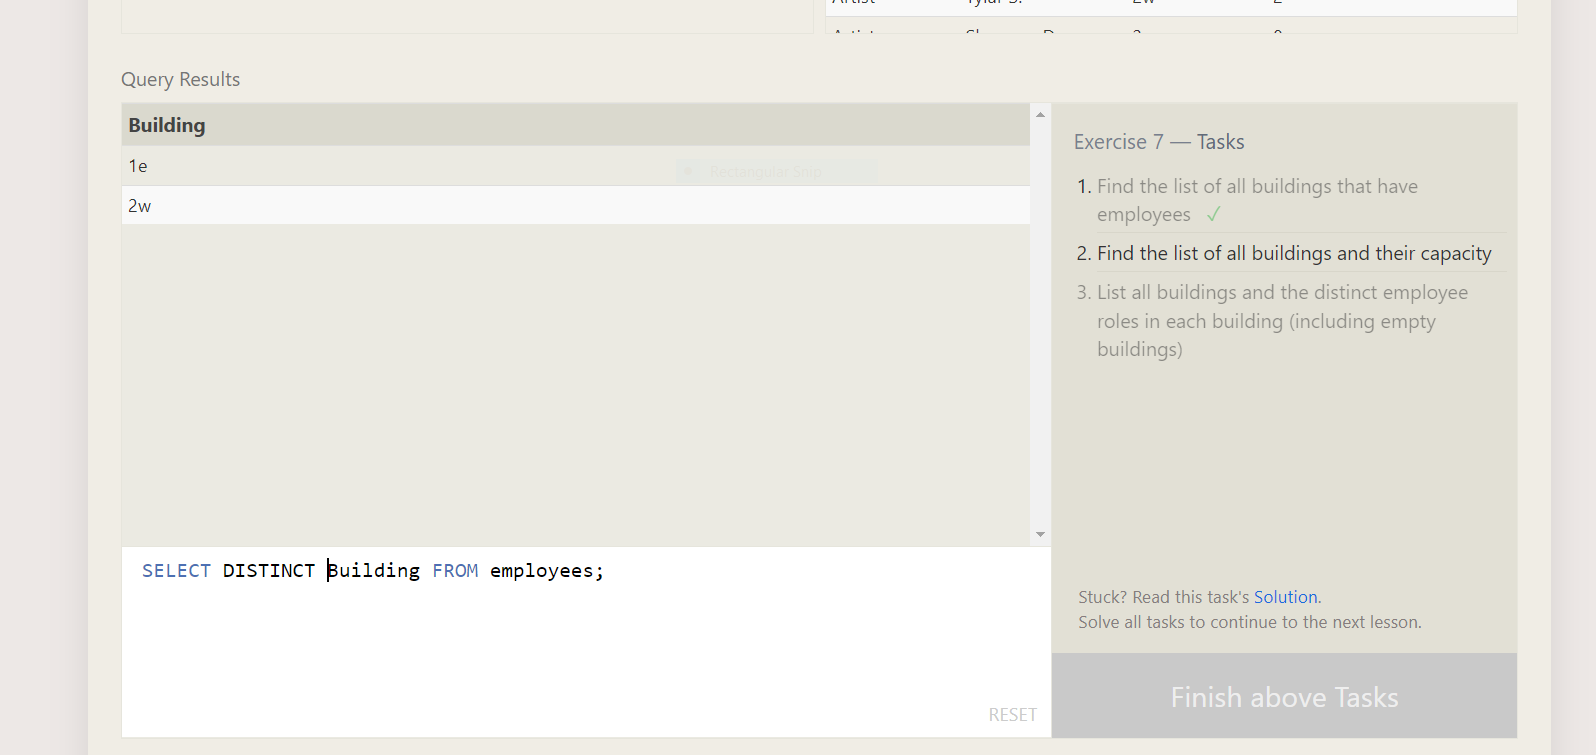 Query Results
Building
1e
2w
Rectangular Snip
Exercise 7 — Tasks
1. Find the list of all buildings that have
employees ✓
2. Find the list of all buildings and their capacity
3. List all buildings and the distinct employee
roles in each building (including empty
buildings)
SELECT DISTINCT Building FROM employees;
RESET
Stuck? Read this task's Solution.
Solve all tasks to continue to the next lesson.
Finish above Tasks